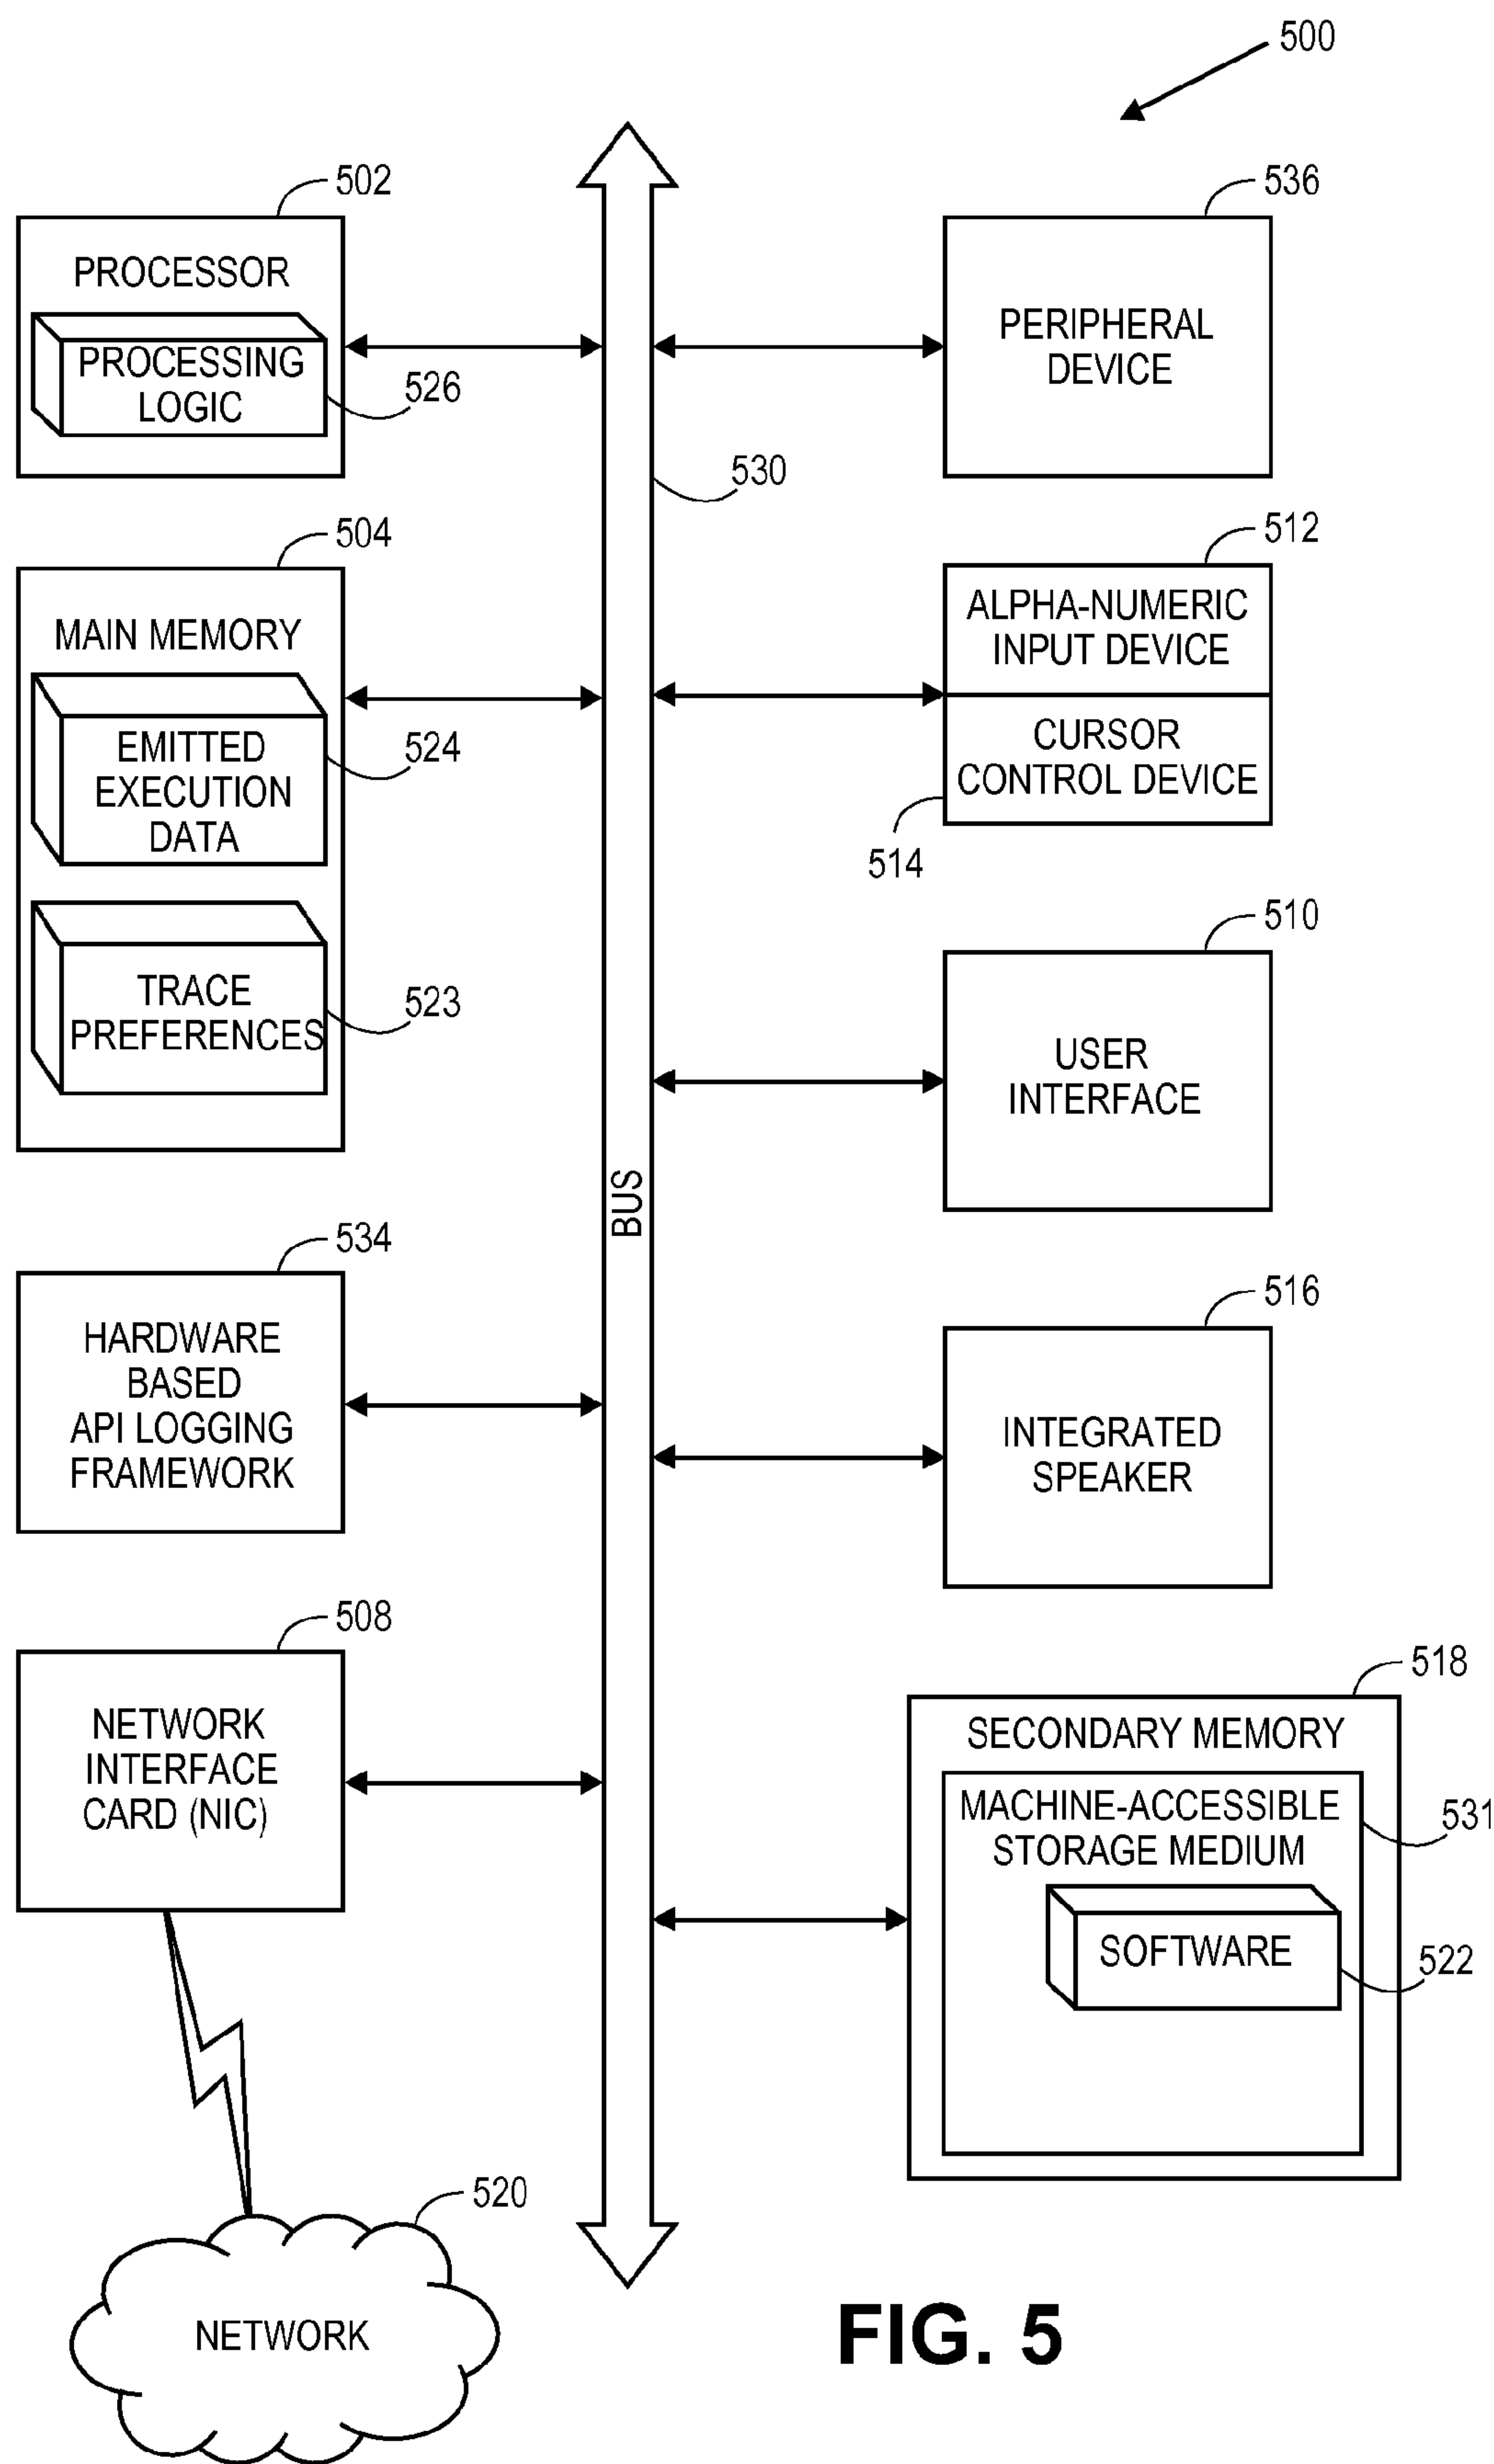 500
502
PROCESSOR
PROCESSING
LOGIC
526
504
MAIN MEMORY
EMITTED
EXECUTION
DATA
524
TRACE
PREFERENCES
523
534
HARDWARE
BASED
API LOGGING
FRAMEWORK
508
NETWORK
INTERFACE
CARD (NIC)
520
NETWORK
BUS
530
536
PERIPHERAL
DEVICE
512
ALPHA-NUMERIC
INPUT DEVICE
CURSOR
CONTROL DEVICE
514
510
USER
INTERFACE
516
INTEGRATED
SPEAKER
518
SECONDARY MEMORY
MACHINE-ACCESSIBLE
STORAGE MEDIUM
531
SOFTWARE
522
FIG. 5